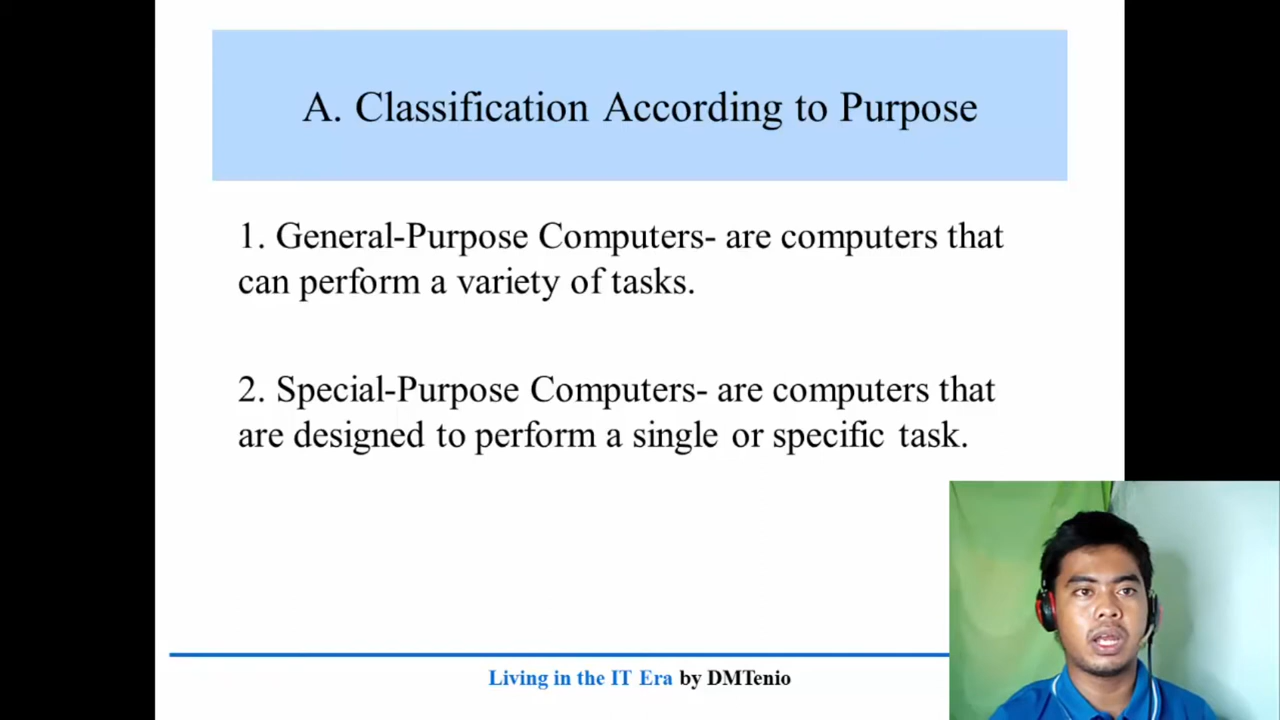 A. Classification According to Purpose
1. General-Purpose Computers- are computers that
can perform a variety of tasks.
2. Special-Purpose Computers- are computers that
are designed to perform a single or specific task.
Living in the IT Era by DMTenio